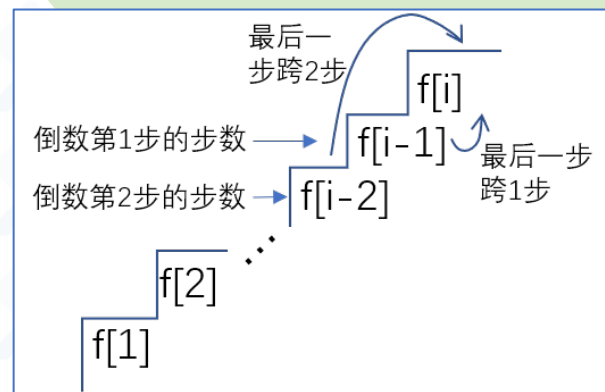 最后一
步跨2步
f[i]
倒数第1步的步数
f[i-1]
最后一步
跨1步
倒数第2步的步数
f[i-2]
...
f[2]
f[1]